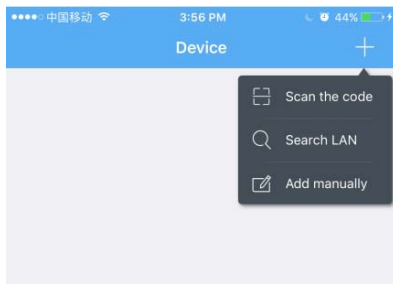 中国移动 3:56 PM 44%
Device
Scan the code
Search LAN
Add manually